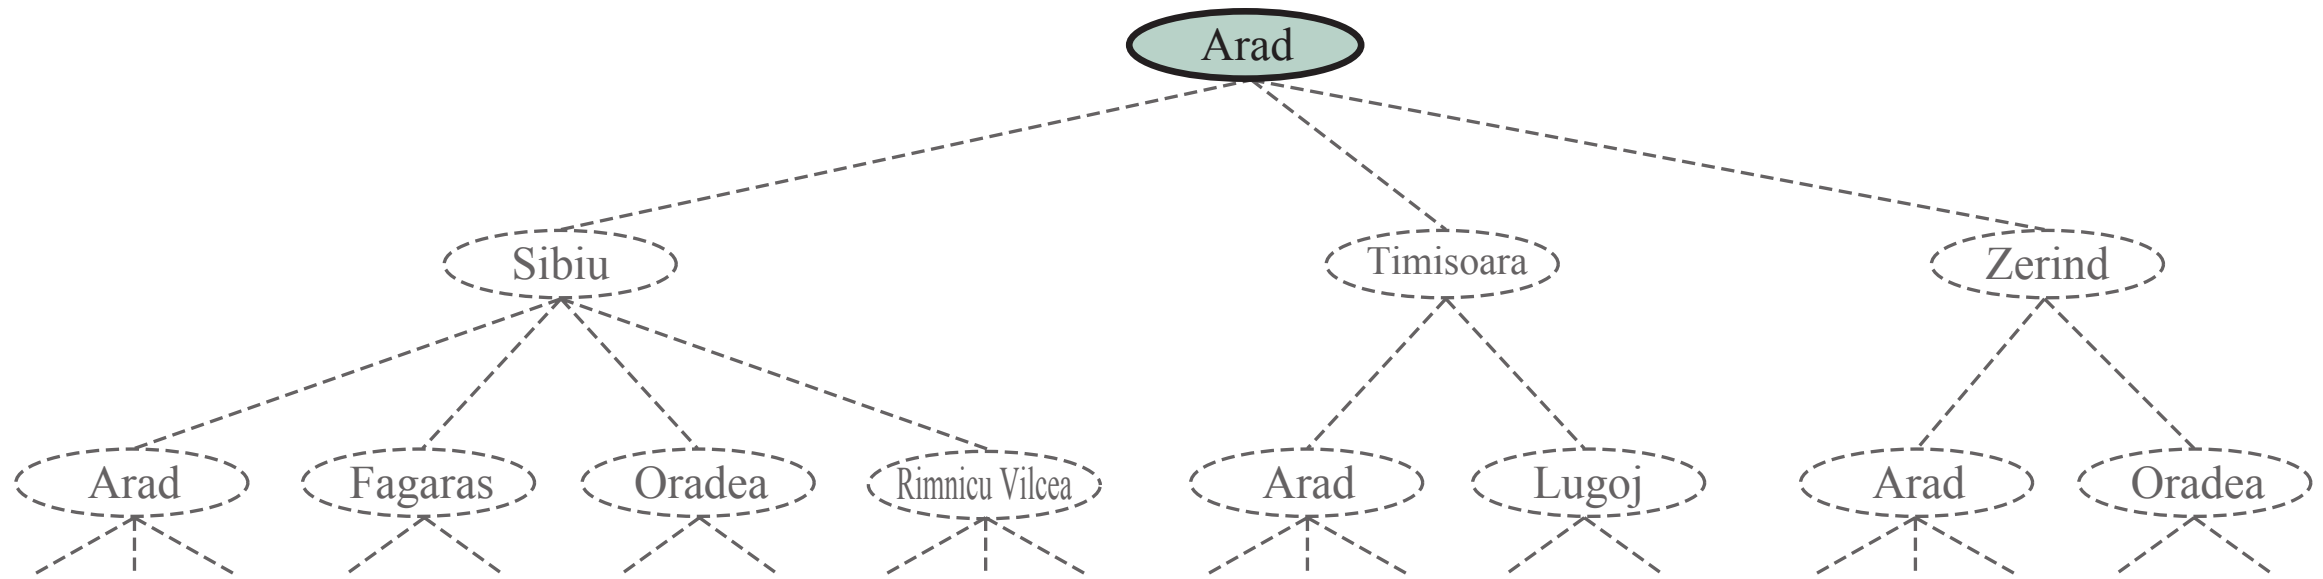 Arad
Sibiu
Timisoara
Zerind
Arad
Fagaras
Oradea
Rimnicu Vilcea
Arad
Lugoj
Arad
Oradea